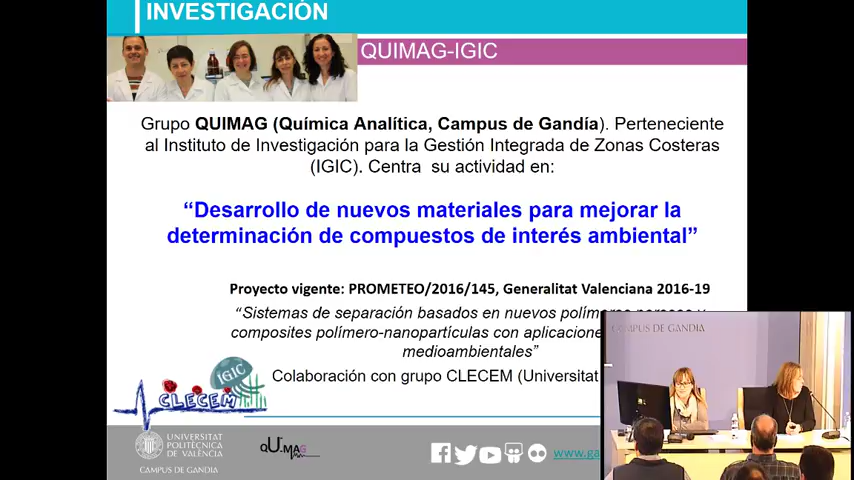 INVESTIGACIÓN
QUIMAG-IGIC
Grupo QUIMAG (Química Analítica, Campus de Gandía). Perteneciente
al Instituto de Investigación para la Gestión Integrada de Zonas Costeras
(IGIC). Centra su actividad en:
“Desarrollo de nuevos materiales para mejorar la
determinación de compuestos de interés ambiental”
Proyecto vigente: PROMETEO/2016/145, Generalitat Valenciana 2016-19
“Sistemas de separación basados en nuevos polímeros porosos y
composites polímero-nanopartículas con
medioambientales”
Colaboración con grupo CLECEM
IGIC
CLECEM
UNIVERSITAT
POLITÈCNICA
DE VALÈNCIA
CAMPUS DE GANDIA
QUIMAG
CAMPUS DE GANDIA